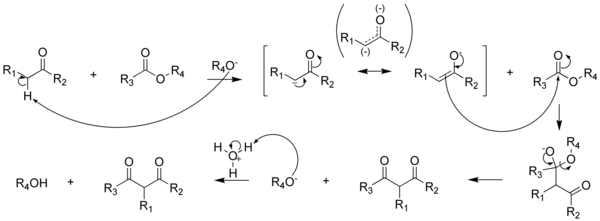 O (-)
(-)
R₁ R₂
R₁ O R₂ H + O R₃ O R₄ R₄O⁻ R₁ O R₂ − R₁ O⁻ R₂ + O R₃ O R₄
R₄OH + O O R₃ R₂ R₁ H O⁺ H H R₄O⁻ + O O R₃ R₂ R₁ ⁻O O R₄ R₃ R₁ O R₂